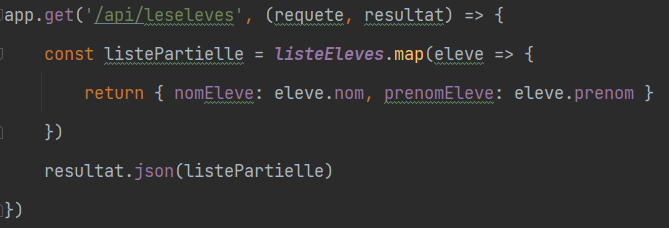 app.get('/api/leseleves', (requete, resultat) => {
const listePartielle = listeEleves.map(eleve => {
return { nomEleve: eleve.nom, prenomEleve: eleve.prenom }
})
resultat.json(listePartielle)
})